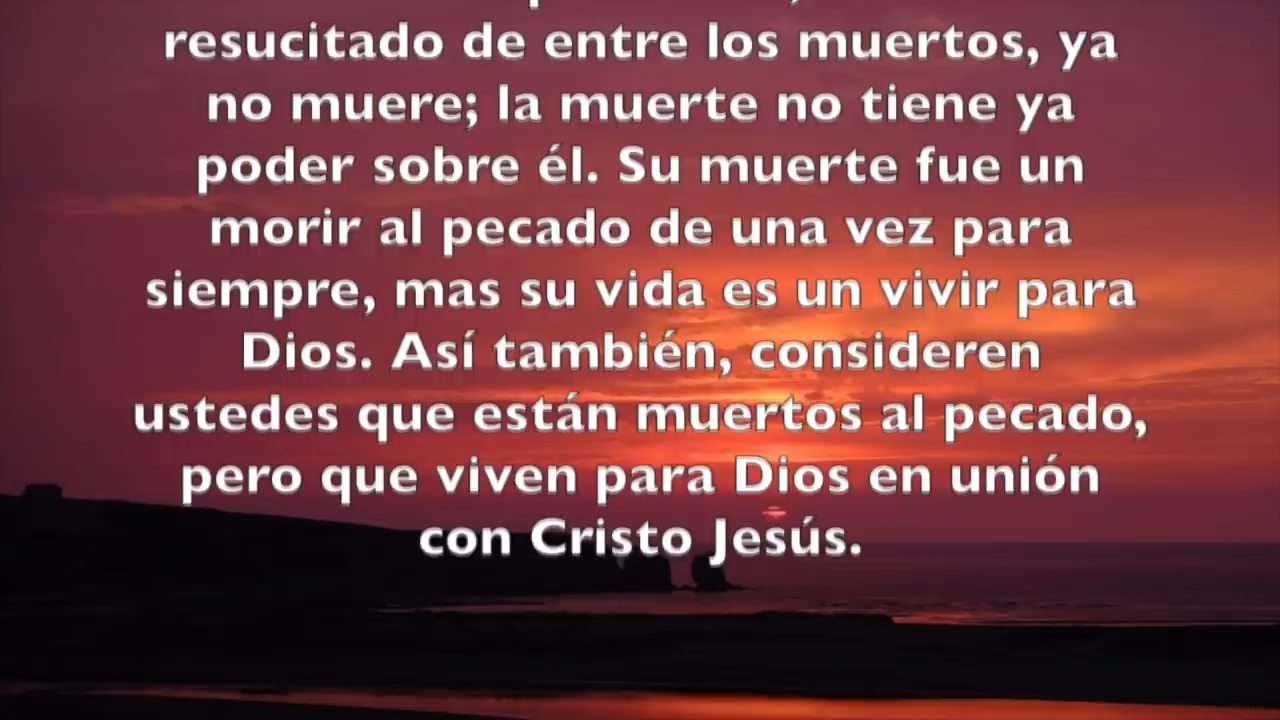 resucitado de entre los muertos, ya
no muere; la muerte no tiene ya
poder sobre él. Su muerte fue un
morir al pecado de una vez para
siempre, mas su vida es un vivir para
Dios. Así también, consideren
ustedes que están muertos al pecado,
pero que viven para Dios en unión
con Cristo Jesús.